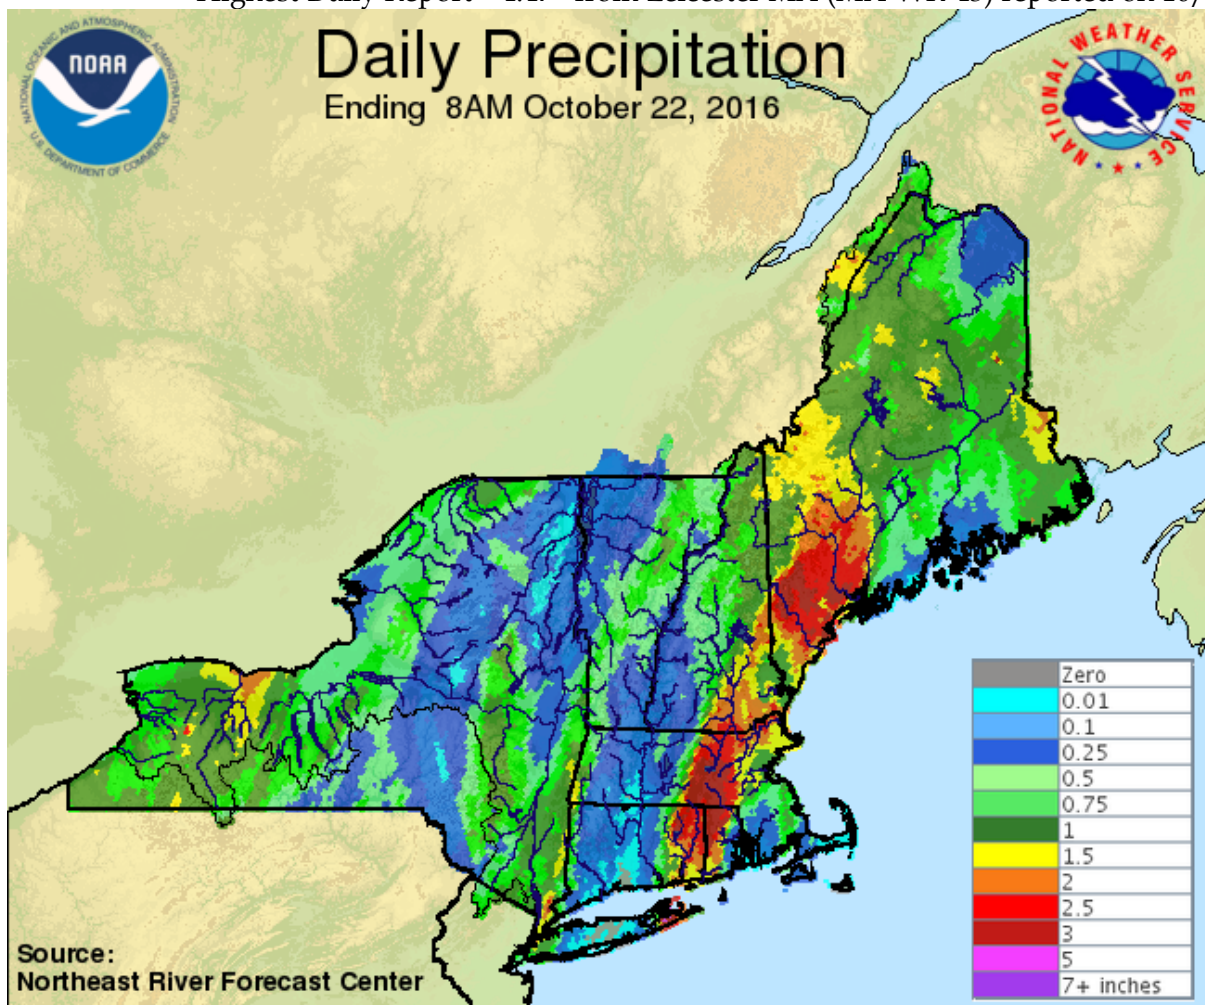 Daily Precipitation
Ending 8AM October 22, 2016
NOAA
NATIONAL OCEANIC AND ATMOSPHERIC ADMINISTRATION
U.S. DEPARTMENT OF COMMERCE
NATIONAL WEATHER SERVICE
Zero
0.01
0.1
0.25
0.5
0.75
1
1.5
2
2.5
3
5
7+ inches
Source:
Northeast River Forecast Center